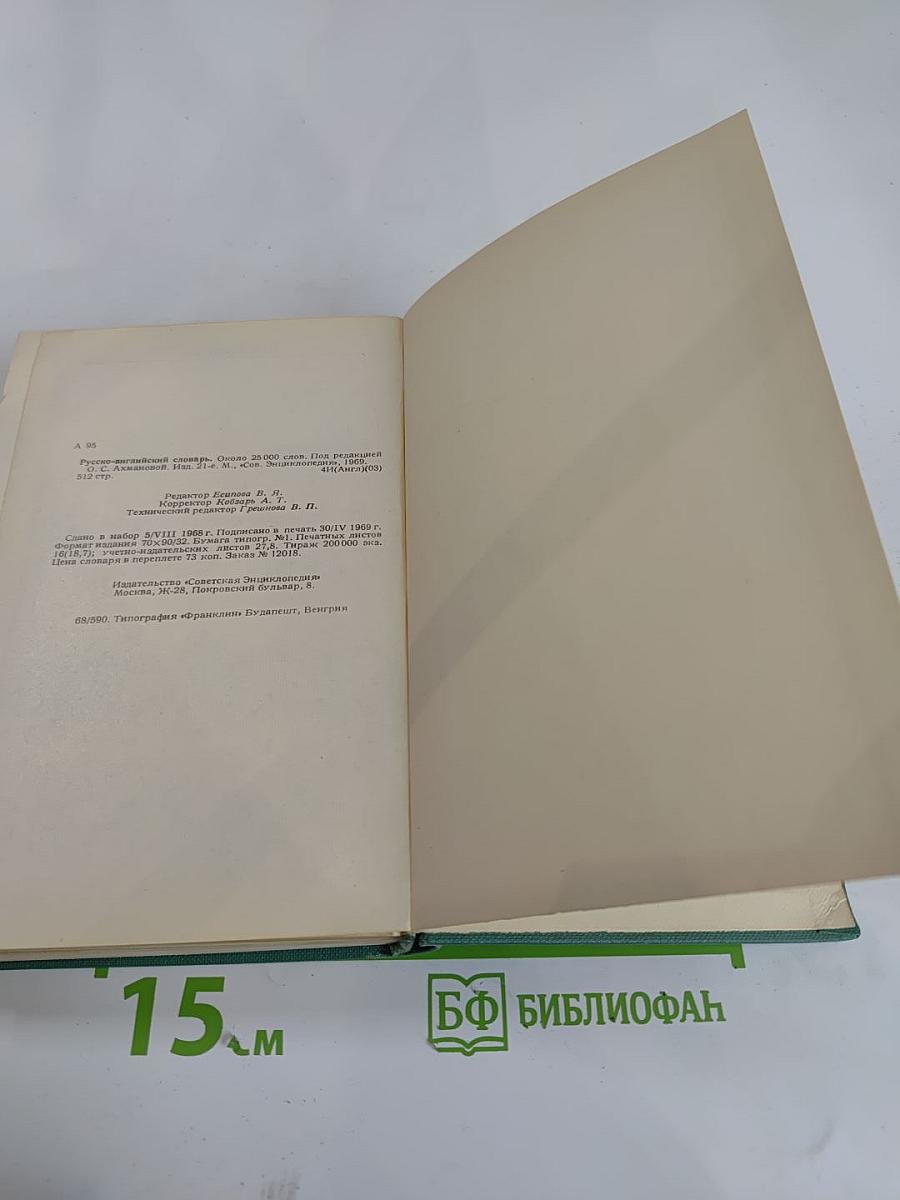 А 95
Русско-английский словарь. Около 25 000 слов. Под редакцией
О. С. Ахмановой. Изд. 21-е. М., «Сов. Энциклопедия», 1969.
512 стр.
4И(Англ)(03)
Редактор Есипова В. Я.
Корректор Кобзарь А. Т.
Технический редактор Грешнова В. П.
Сдано в набор 5/VIII 1968 г. Подписано в печать 30/IV 1969 г.
Формат издания 70×90/32. Бумага типогр. №1. Печатных листов
16(18,7); учетно-издательских листов 27,8. Тираж 200 000 экз.
Цена словаря в переплете 73 коп. Заказ № 12018.
Издательство «Советская Энциклопедия»
Москва, Ж-28, Покровский бульвар, 8.
68/590. Типография «Франклин» Будапешт, Венгрия
15 см
БФ БИБЛИОФАН